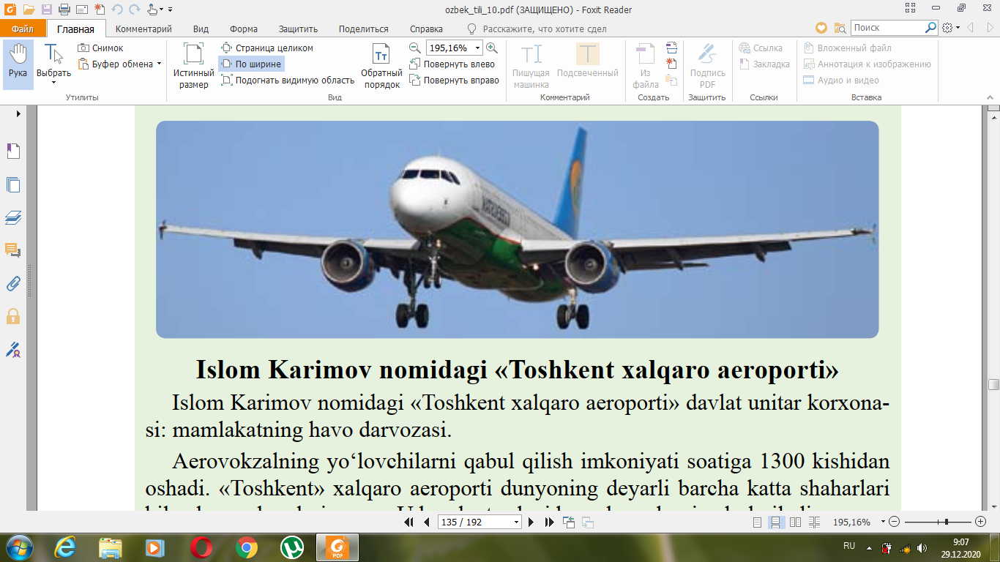 ozbek_tili_10.pdf (ЗАЩИЩЕНО) - Foxit Reader
Файл Главная Комментарий Вид Форма Защитить Поделиться Справка Расскажите, что хотите сделать
Поиск
Рука
Выбрать
Снимок
Буфер обмена
Утилиты
Истинный размер
Страница целиком
По ширине
Подогнать видимую область
Обратный порядок
195,16%
Повернуть влево
Повернуть вправо
Вид
Пишущая машинка
Подсвеченный
Комментарий
Из файла
Создать
Подпись PDF
Защитить
Ссылка
Закладка
Ссылки
Вложенный файл
Аннотация к изображению
Аудио и видео
Вставка
Islom Karimov nomidagi «Toshkent xalqaro aeroporti»
Islom Karimov nomidagi «Toshkent xalqaro aeroporti» davlat unitar korxona-
si: mamlakatning havo darvozasi.
Aerovokzalning yo‘lovchilarni qabul qilish imkoniyati soatiga 1300 kishidan
oshadi. «Toshkent» xalqaro aeroporti dunyoning deyarli barcha katta shaharlari
135 / 192
195,16%
PDF
RU
9:07
29.12.2020